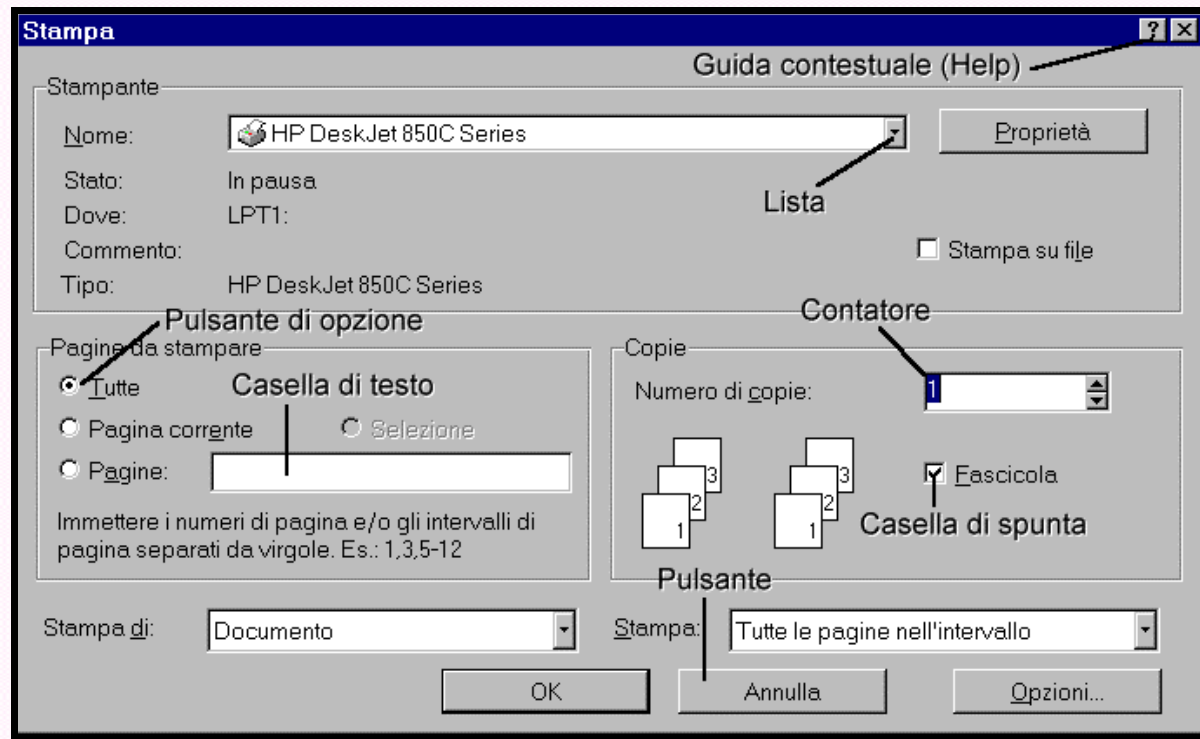 Stampa
Guida contestuale (Help)
Stampante
Nome: HP DeskJet 850C Series Proprietà
Stato: In pausa
Lista
Dove: LPT1:
Commento: Stampa su file
Tipo: HP DeskJet 850C Series
Pulsante di opzione
Contatore
Pagine da stampare
Tutte
Casella di testo
Pagina corrente Selezione
Pagine:
Immettere i numeri di pagina e/o gli intervalli di
pagina separati da virgole. Es.: 1,3,5-12
Copie
Numero di copie: 1
3 3
2 2
1 1
Fascicola
Casella di spunta
Pulsante
Stampa di: Documento
Stampa: Tutte le pagine nell'intervallo
OK Annulla Opzioni...